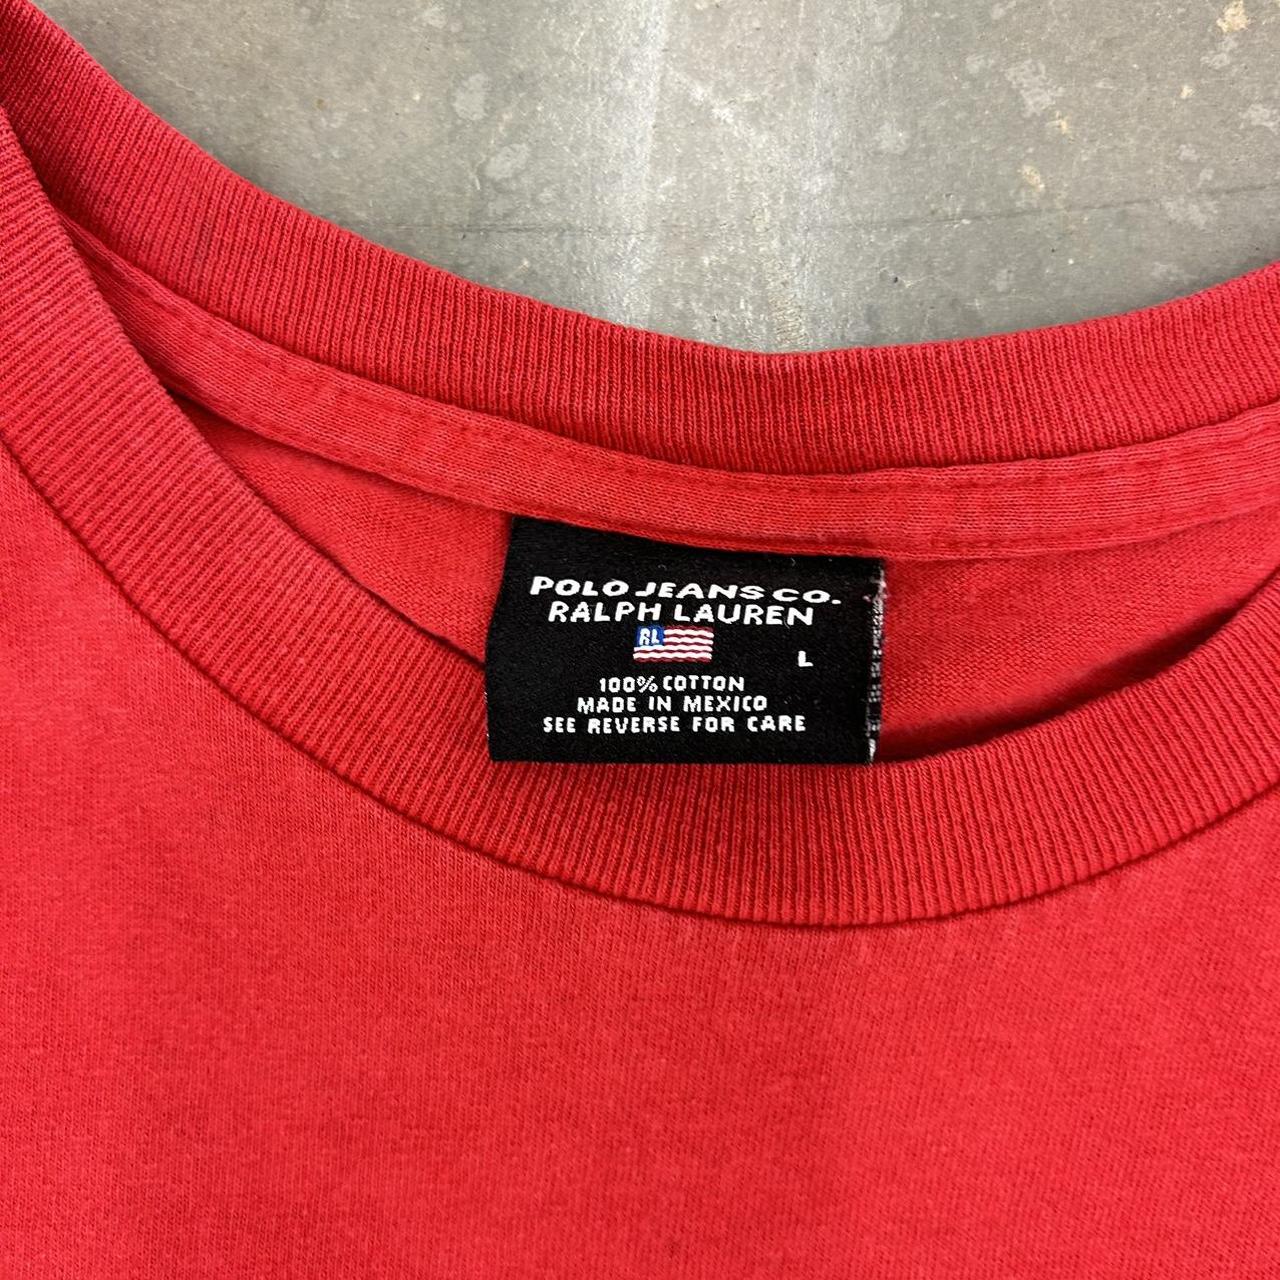 POLO JEANS CO.
RALPH LAUREN
RL
L
100% COTTON
MADE IN MEXICO
SEE REVERSE FOR CARE